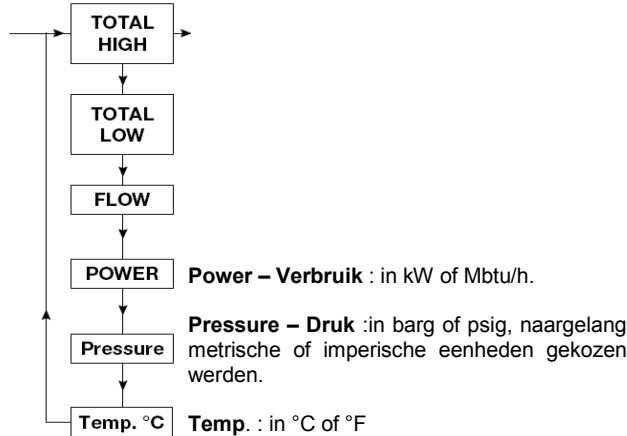 TOTAL
HIGH
TOTAL
LOW
FLOW
POWER
Power – Verbruik : in kW of Mbtu/h.
Pressure
Pressure – Druk :in barg of psig, naargelang
metrische of imperische eenheden gekozen
werden.
Temp. °C
Temp. : in °C of °F